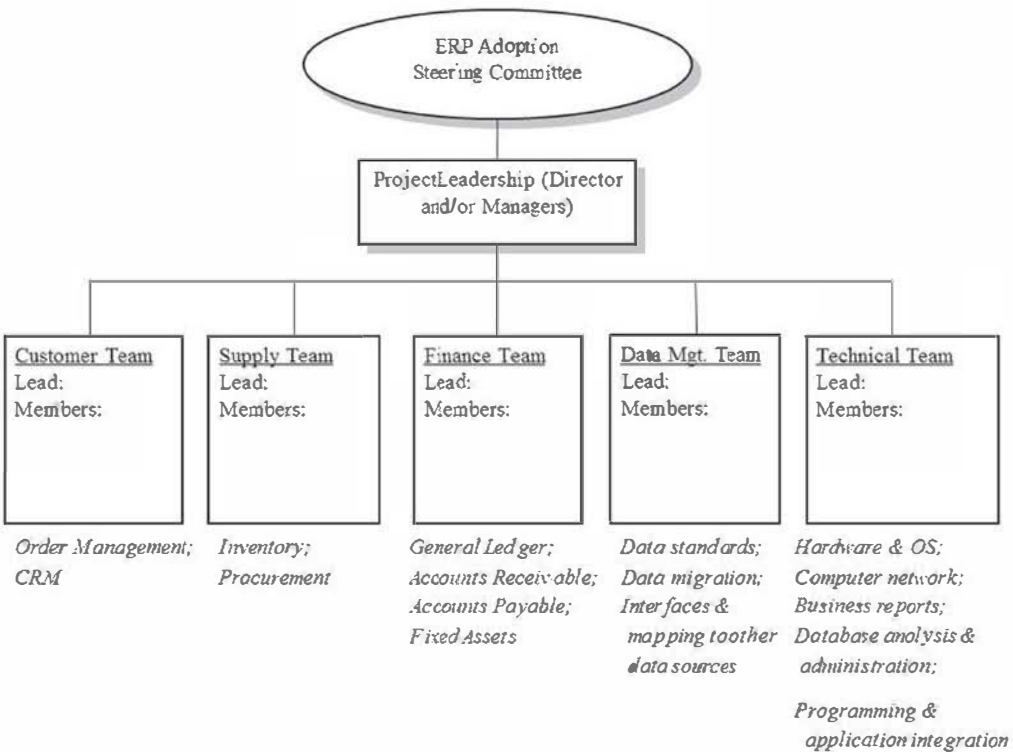 ERP Adoption
Steering Committee
ProjectLeadership (Director
and/or Managers)
Customer Team
Lead:
Members:
Supply Team
Lead:
Members:
Finance Team
Lead:
Members:
Data Mgt. Team
Lead:
Members:
Technical Team
Lead:
Members:
Order Management;
CRM
Inventory;
Procurement
General Ledger;
Accounts Receivable;
Accounts Payable;
Fixed Assets
Data standards;
Data migration;
Interfaces &
mapping toother
data sources
Hardware & OS;
Computer network;
Business reports;
Database analysis &
administration;
Programming &
application integration